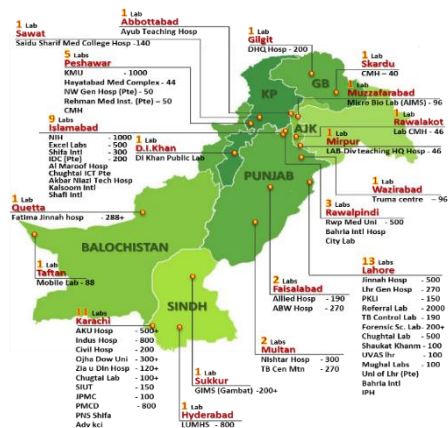 1 Lab
Abbottabad
Ayub Teaching Hosp
1 Lab
Sawat
Saidu Sharif Med College Hosp -140
5 Labs
Peshawar
KMU - 1000
Hayatabad Med Complex - 44
NW Gen Hosp (Pte) - 50
Rehman Med Inst. (Pte) - 50
CMH
9 Labs
Islamabad
NIH - 1000
Excel Labs - 500
Shifa Intl - 300
IDC (Pte) - 200
Al Maroof Hosp
Chughtai ICT Pte
Akbar Niazi Tech Hosp
Kalsoom Intl
Shafi Intl
1 Lab
D.I.Khan
DI Khan Public Lab
1 Lab
Gilgit
DHQ Hosp - 200
1 Lab
Skardu
CMH – 40
1 Lab
Muzzafarabad
Micro Bio Lab (AIMS) - 96
1 Lab
Rawalakot
Lab CMH - 46
1 Lab
Mirpur
LAB-Div teaching HQ Hosp - 46
1 Lab
Wazirabad
Truma centre – 96
3 Labs
Rawalpindi
Rwp Med Uni - 500
Bahria Intl Hosp
City Lab
KP
GB
AJK
PUNJAB
BALOCHISTAN
SINDH
1 Lab
Quetta
Fatima Jinnah hosp - 288+
1 Lab
Taftan
Mobile Lab - 88
11 Labs
Karachi
AKU Hosp - 500+
Indus Hosp - 800
Civil Hosp - 200
Ojha Dow Uni - 300+
Zia u Din Hosp - 120+
Chugtai Lab - 100+
SIUT - 150
JPMC - 100
PMCD - 800
PNS Shifa
Adv kci
1 Lab
Sukkur
GIMS (Gambat) -200+
1 Lab
Hyderabad
LUMHS - 800
2 Labs
Faisalabad
Allied Hosp - 190
ABW Hosp - 270
2 Labs
Multan
Nishtar Hosp - 300
TB Cen Mtn - 270
13 Labs
Lahore
Jinnah Hosp - 500
Lhr Gen Hosp - 270
PKLI - 150
Referral Lab - 2000
TB Control Lab - 190
Forensic Sc. Lab - 200+
Chughtal Lab - 500
Shaukat Khanm - 100
UVAS lhr - 100
Mughal Labs - 100
Uni of Lhr (Pte)
Bahria Intl
IPH